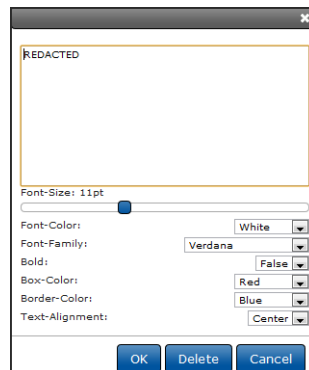 REDACTED
Font-Size: 11pt
Font-Color: White
Font-Family: Verdana
Bold: False
Box-Color: Red
Border-Color: Blue
Text-Alignment: Center
OK Delete Cancel